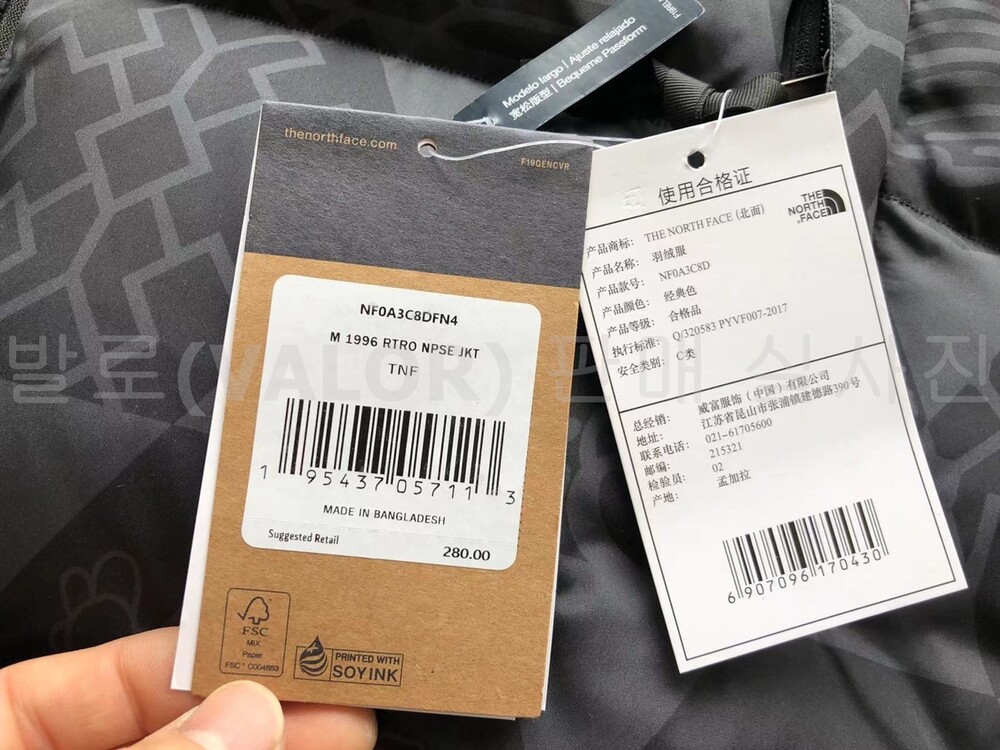 Modelo largo | Ajuste relajado
宽松版型 | Bequeme Passform
thenorthface.com
F19GENCVR
NF0A3C8DFN4
M 1996 RTRO NPSE JKT
TNF
1 95437 05711 3
MADE IN BANGLADESH
Suggested Retail
280.00
FSC
MIX
Paper
FSC® C004883
PRINTED WITH
SOY INK
使用合格证
THE
NORTH
FACE
产品商标: THE NORTH FACE (北面)
产品名称: 羽绒服
产品款号: NF0A3C8D
产品颜色: 经典色
产品等级: 合格品
执行标准: Q/320583 PYVF007-2017
安全类别: C类
总经销: 威富服饰（中国）有限公司
地址: 江苏省昆山市张浦镇建德路390号
联系电话: 021-61705600
邮编: 215321
检验员: 02
产地: 孟加拉
6 907096 170430
발로(VALOR) 판매 실사진